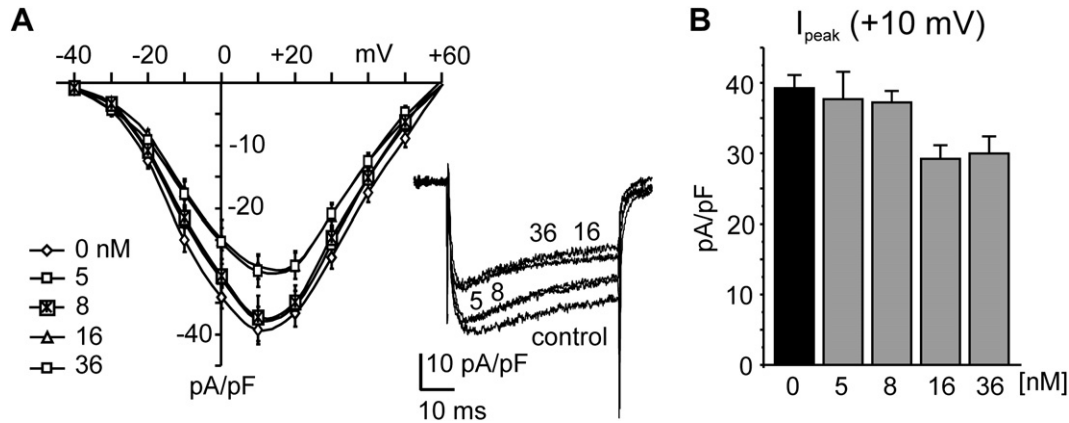 A
-40 -20 0 +20 mV +60
-10
-20
-40
pA/pF
0 nM
5
8
16
36
36 16
5 8
control
10 pA/pF
10 ms
B
Ipeak (+10 mV)
pA/pF
40
30
20
10
0
0 5 8 16 36 [nM]